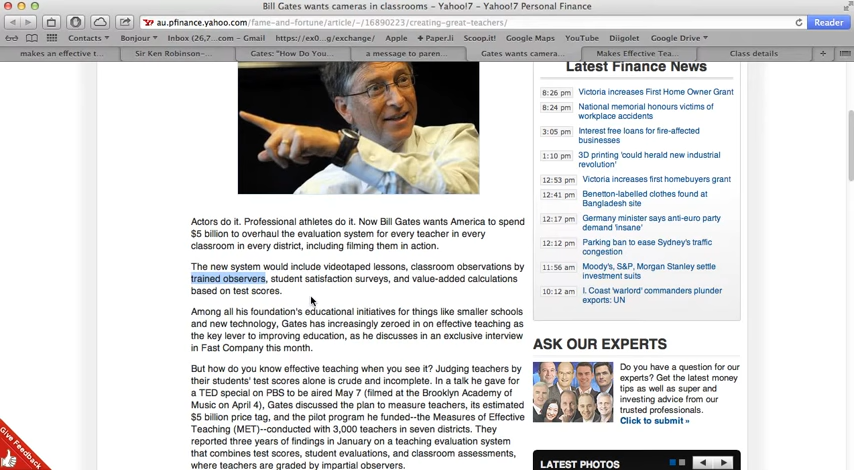 Bill Gates wants cameras in classrooms - Yahoo!7 Personal Finance
au.pfinance.yahoo.com/fame-and-fortune/article/-/16890223/creating-great-teachers/
Reader
Contacts Bonjour Inbox (26,7...com – Gmail https://ex0...g/exchange/ Apple +Paper.li Scoop.it! Google Maps YouTube Diigolet Google Drive
makes an effective t... Sir Ken Robinson-... Gates: "How Do You... a message to paren... Gates wants camera... Makes Effective Tea... Class details
Latest Finance News
8:26 pm Victoria increases First Home Owner Grant
8:24 pm National memorial honours victims of
workplace accidents
3:05 pm Interest free loans for fire-affected
businesses
1:10 pm 3D printing 'could herald new industrial
revolution'
12:53 pm Victoria increases first homebuyers grant
12:41 pm Benetton-labelled clothes found at
Bangladesh site
12:17 pm Germany minister says anti-euro party
demand 'insane'
12:12 pm Parking ban to ease Sydney's traffic
congestion
11:56 am Moody's, S&P, Morgan Stanley settle
investment suits
10:12 am I. Coast 'warlord' commanders plunder
exports: UN
Actors do it. Professional athletes do it. Now Bill Gates wants America to spend
$5 billion to overhaul the evaluation system for every teacher in every
classroom in every district, including filming them in action.
The new system would include videotaped lessons, classroom observations by
trained observers, student satisfaction surveys, and value-added calculations
based on test scores.
Among all his foundation's educational initiatives for things like smaller schools
and new technology, Gates has increasingly zeroed in on effective teaching as
the key lever to improving education, as he discusses in an exclusive interview
in Fast Company this month.
But how do you know effective teaching when you see it? Judging teachers by
their students' test scores alone is crude and incomplete. In a talk he gave for
a TED special on PBS to be aired May 7 (filmed at the Brooklyn Academy of
Music on April 4), Gates discussed the plan to measure teachers, its estimated
$5 billion price tag, and the pilot program he funded--the Measures of Effective
Teaching (MET)--conducted with 3,000 teachers in seven districts. They
reported three years of findings in January on a teaching evaluation system
that combines test scores, student evaluations, and classroom assessments,
where teachers are graded by impartial observers.
ASK OUR EXPERTS
Do you have a question for our
experts? Get the latest money
tips as well as super and
investing advice from our
trusted professionals.
Click to submit »
LATEST PHOTOS
Give Feedback